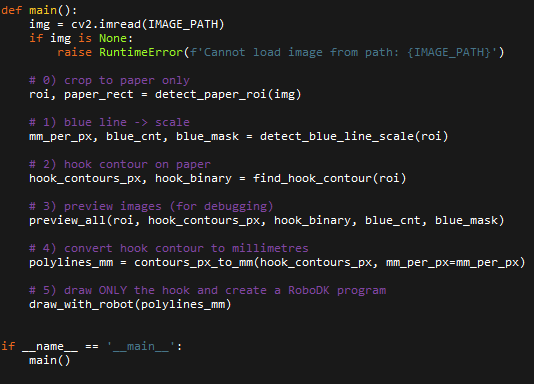 def main():
    img = cv2.imread(IMAGE_PATH)
    if img is None:
        raise RuntimeError(f'Cannot load image from path: {IMAGE_PATH}')

    # 0) crop to paper only
    roi, paper_rect = detect_paper_roi(img)

    # 1) blue line -> scale
    mm_per_px, blue_cnt, blue_mask = detect_blue_line_scale(roi)

    # 2) hook contour on paper
    hook_contours_px, hook_binary = find_hook_contour(roi)

    # 3) preview images (for debugging)
    preview_all(roi, hook_contours_px, hook_binary, blue_cnt, blue_mask)

    # 4) convert hook contour to millimetres
    polylines_mm = contours_px_to_mm(hook_contours_px, mm_per_px=mm_per_px)

    # 5) draw ONLY the hook and create a RoboDK program
    draw_with_robot(polylines_mm)


if __name__ == '__main__':
    main()